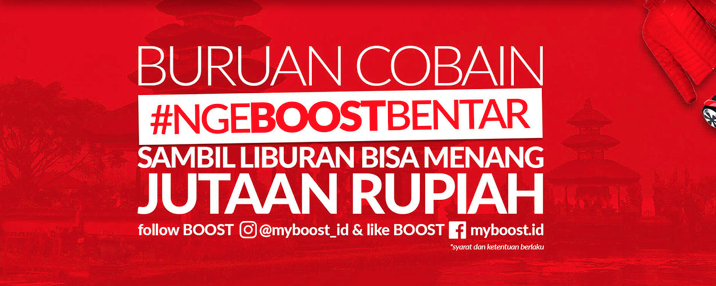 BURUAN COBAIN
#NGEBOOSTBENTAR
SAMBIL LIBURAN BISA MENANG
JUTAAN RUPIAH
follow BOOST @myboost_id & like BOOST myboost.id
*syarat dan ketentuan berlaku